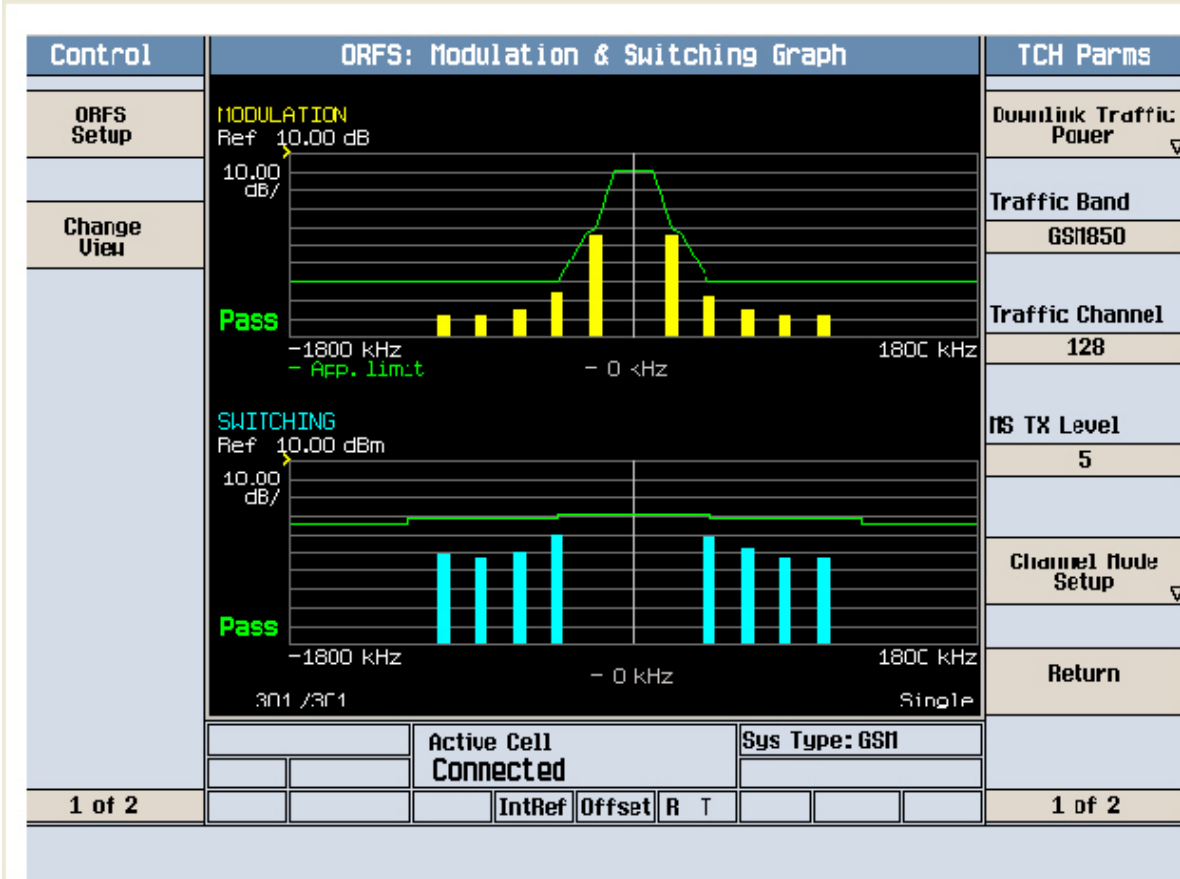 Control
ORFS: Modulation & Switching Graph
TCH Parms
ORFS
Setup
Change
View
1 of 2
MODULATION
Ref 10.00 dB
10.00
dB/
Pass
-1800 kHz
1800 kHz
- App. limit
- 0 kHz
SWITCHING
Ref 10.00 dBm
10.00
dB/
Pass
-1800 kHz
1800 kHz
- 0 kHz
301 /301
Single
Active Cell
Connected
Sys Type: GSM
IntRef
Offset
R T
Downlink Traffic
Power
Traffic Band
GSM850
Traffic Channel
128
MS TX Level
5
Channel Mode
Setup
Return
1 of 2